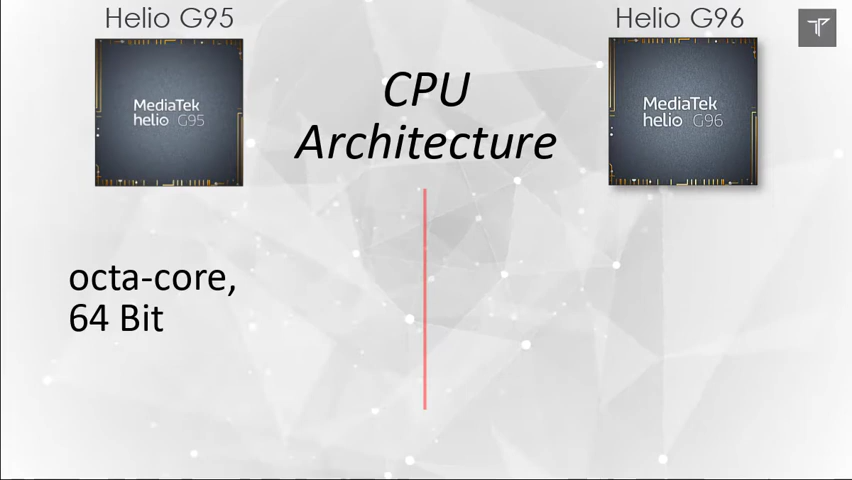 Helio G95
Helio G96
MediaTek
helio G95
CPU
Architecture
MediaTek
helio G96
octa-core,
64 Bit